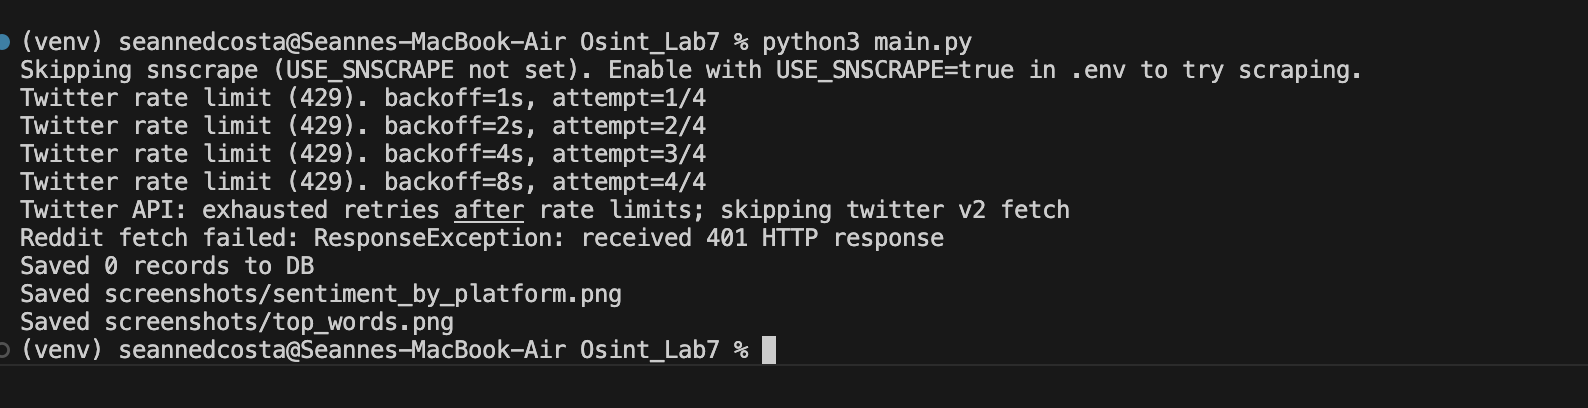 (venv) seannedcosta@Seannes-MacBook-Air Osint_Lab7 % python3 main.py
Skipping snscrape (USE_SNSCRAPE not set). Enable with USE_SNSCRAPE=true in .env to try scraping.
Twitter rate limit (429). backoff=1s, attempt=1/4
Twitter rate limit (429). backoff=2s, attempt=2/4
Twitter rate limit (429). backoff=4s, attempt=3/4
Twitter rate limit (429). backoff=8s, attempt=4/4
Twitter API: exhausted retries after rate limits; skipping twitter v2 fetch
Reddit fetch failed: ResponseException: received 401 HTTP response
Saved 0 records to DB
Saved screenshots/sentiment_by_platform.png
Saved screenshots/top_words.png
(venv) seannedcosta@Seannes-MacBook-Air Osint_Lab7 %